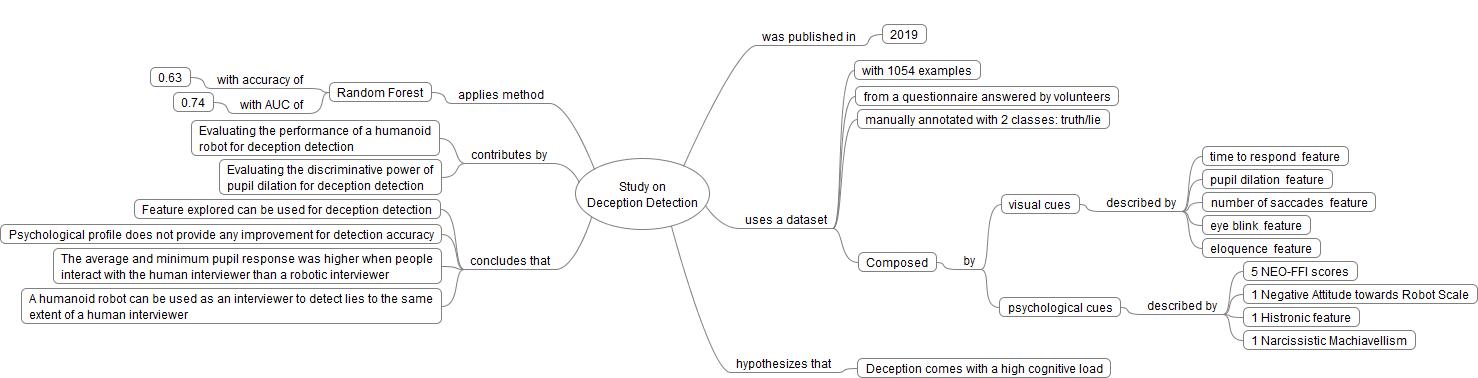 was published in
2019
with 1054 examples
from a questionnaire answered by volunteers
manually annotated with 2 classes: truth/lie
0.63
with accuracy of
0.74
with AUC of
Random Forest
applies method
Evaluating the performance of a humanoid
robot for deception detection
contributes by
Evaluating the discriminative power of
pupil dilation for deception detection
Feature explored can be used for deception detection
Psychological profile does not provide any improvement for detection accuracy
The average and minimum pupil response was higher when people
interact with the human interviewer than a robotic interviewer
A humanoid robot can be used as an interviewer to detect lies to the same
extent of a human interviewer
concludes that
Study on
Deception Detection
uses a dataset
Composed
by
visual cues
described by
time to respond feature
pupil dilation feature
number of saccades feature
eye blink feature
eloquence feature
psychological cues
described by
5 NEO-FFI scores
1 Negative Attitude towards Robot Scale
1 Histronic feature
1 Narcissistic Machiavellism
hypothesizes that
Deception comes with a high cognitive load